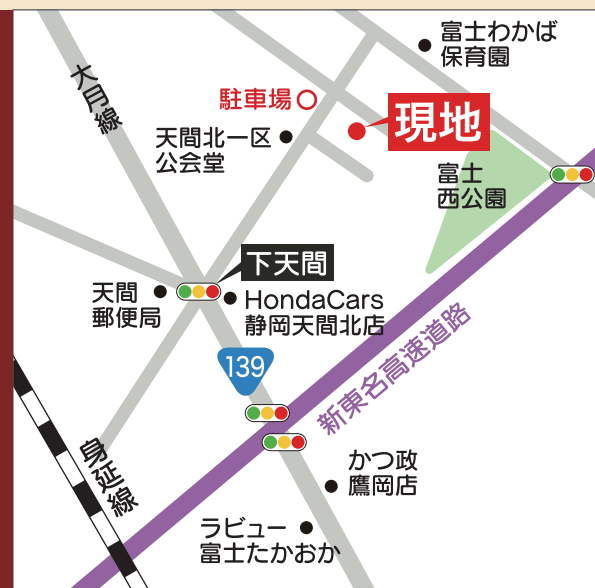 富士わかば
保育園
大月線
駐車場
現地
天間北一区
公会堂
富士
西公園
下天間
天間
郵便局
HondaCars
静岡天間北店
139
新東名高速道路
身延線
かつ政
鷹岡店
ラビュー
富士たかおか